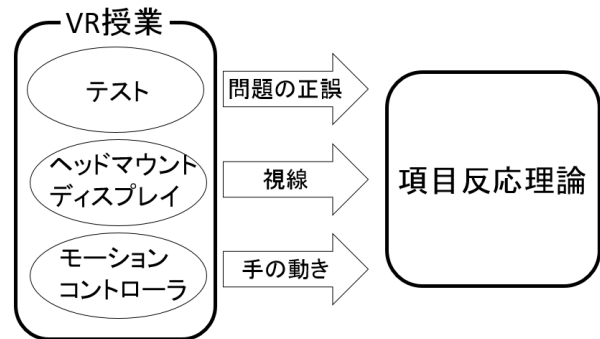 VR授業
テスト
問題の正誤
ヘッドマウント
ディスプレイ
視線
モーション
コントローラ
手の動き
項目反応理論